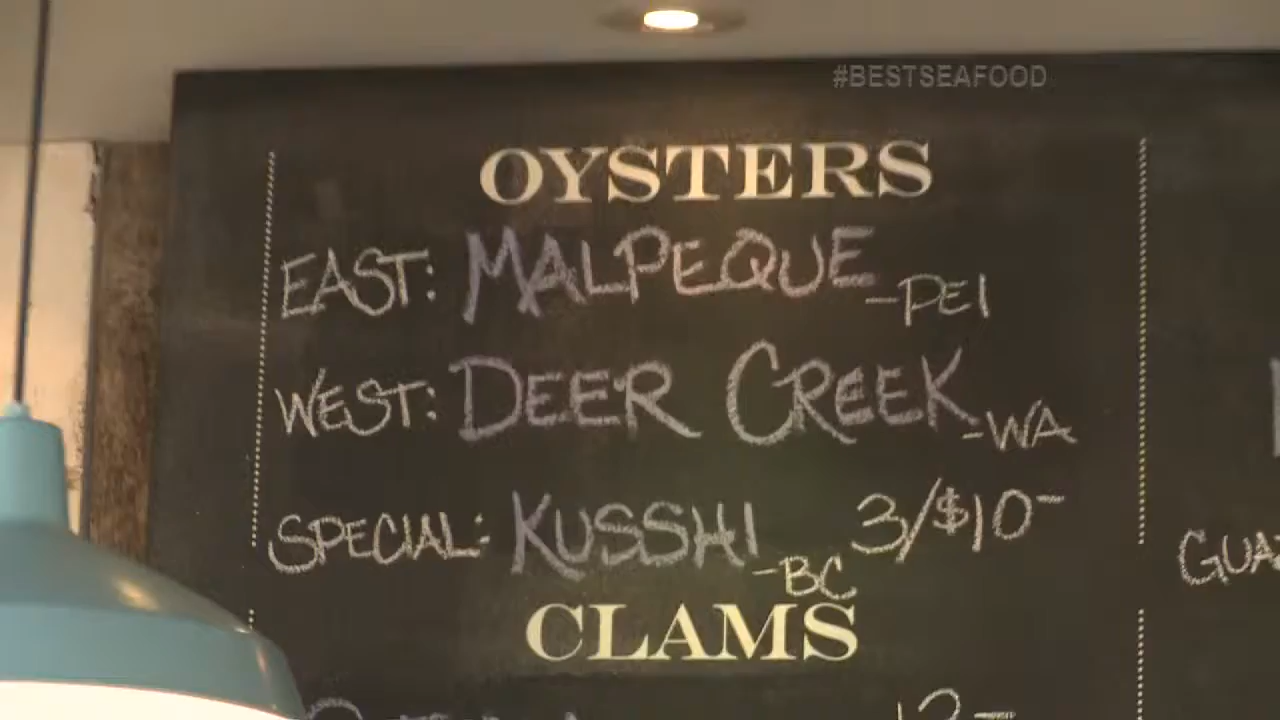 #BESTSEAFOOD
OYSTERS
EAST: MALPEQUE -PEI
WEST: DEER CREEK -WA
SPECIAL: KUSSHI -BC 3/$10-
CLAMS